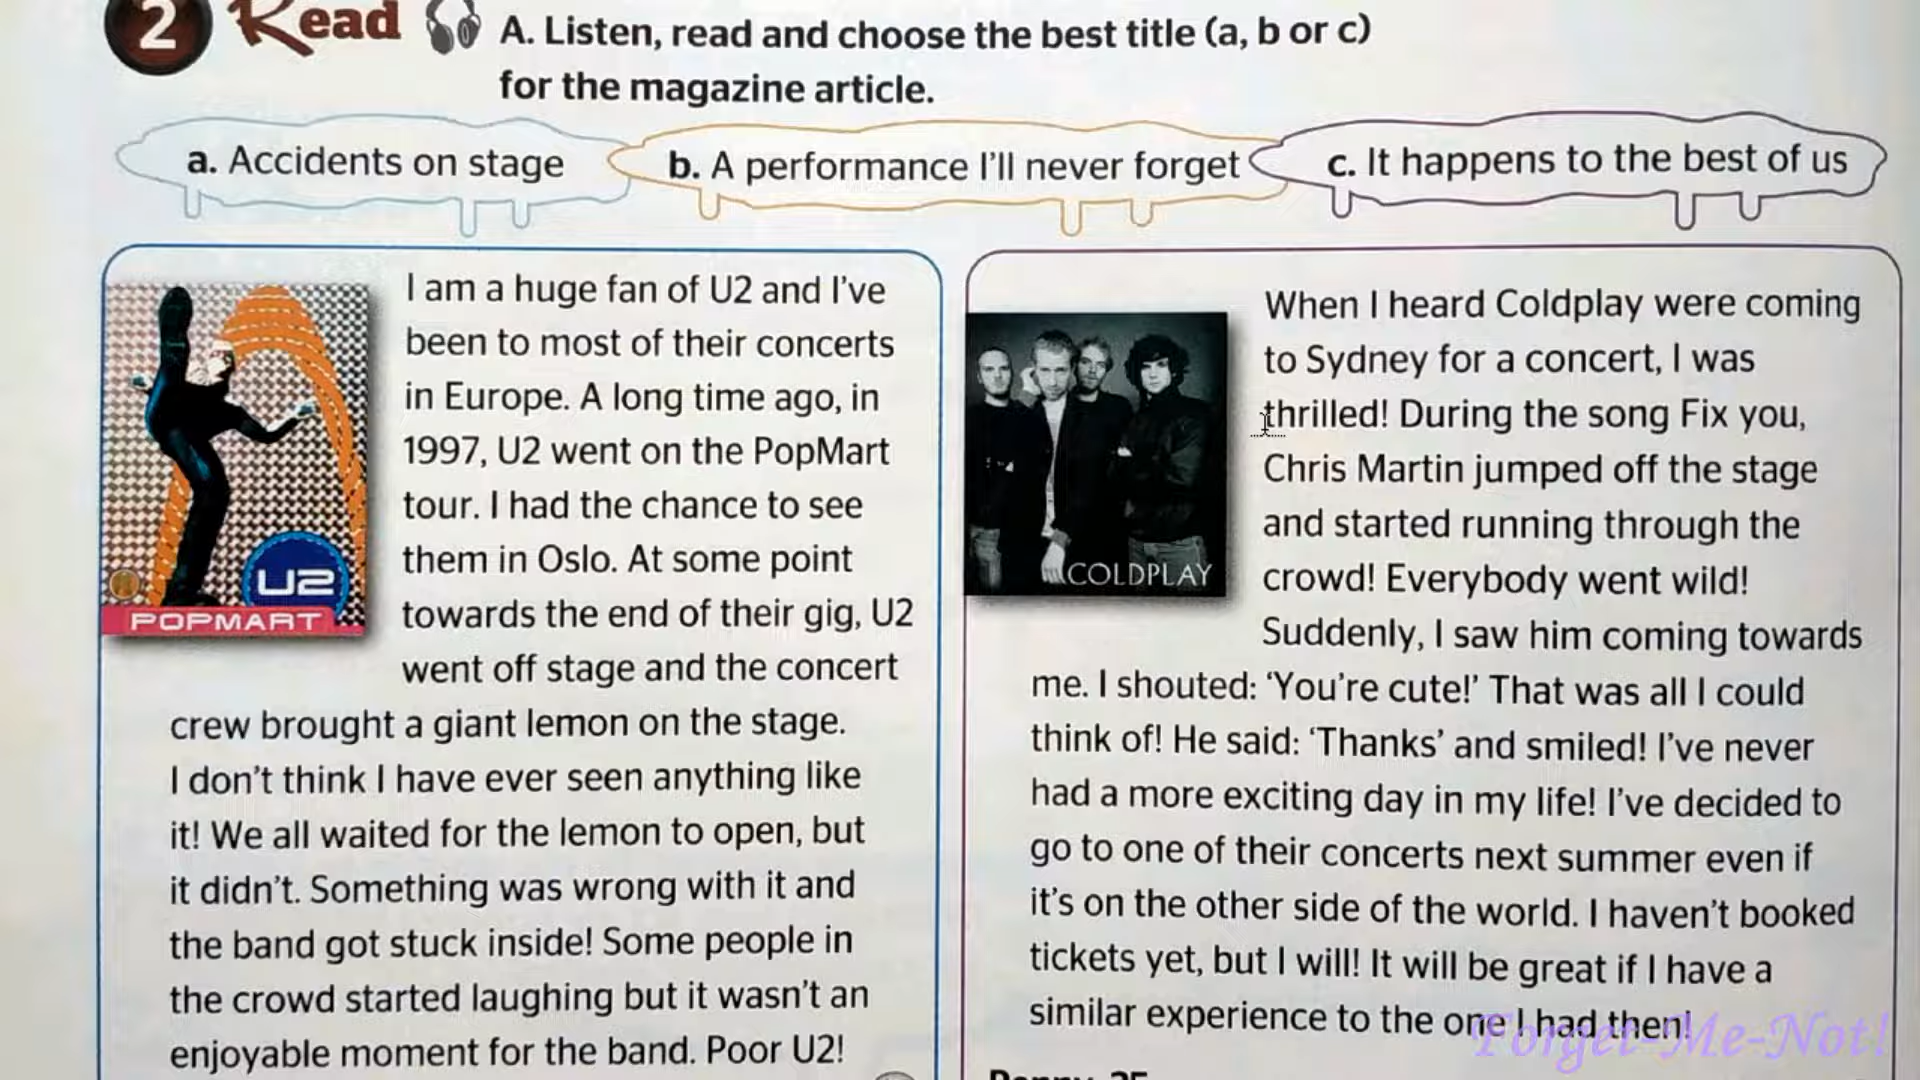 2 Read A. Listen, read and choose the best title (a, b or c)
for the magazine article.
a. Accidents on stage
b. A performance I'll never forget
c. It happens to the best of us
U2
POPMART
I am a huge fan of U2 and I've
been to most of their concerts
in Europe. A long time ago, in
1997, U2 went on the PopMart
tour. I had the chance to see
them in Oslo. At some point
towards the end of their gig, U2
went off stage and the concert
crew brought a giant lemon on the stage.
I don't think I have ever seen anything like
it! We all waited for the lemon to open, but
it didn't. Something was wrong with it and
the band got stuck inside! Some people in
the crowd started laughing but it wasn't an
enjoyable moment for the band. Poor U2!
COLDPLAY
When I heard Coldplay were coming
to Sydney for a concert, I was
thrilled! During the song Fix you,
Chris Martin jumped off the stage
and started running through the
crowd! Everybody went wild!
Suddenly, I saw him coming towards
me. I shouted: 'You're cute!' That was all I could
think of! He said: 'Thanks' and smiled! I've never
had a more exciting day in my life! I've decided to
go to one of their concerts next summer even if
it's on the other side of the world. I haven't booked
tickets yet, but I will! It will be great if I have a
similar experience to the one I had then!
Forget-Me-Not!